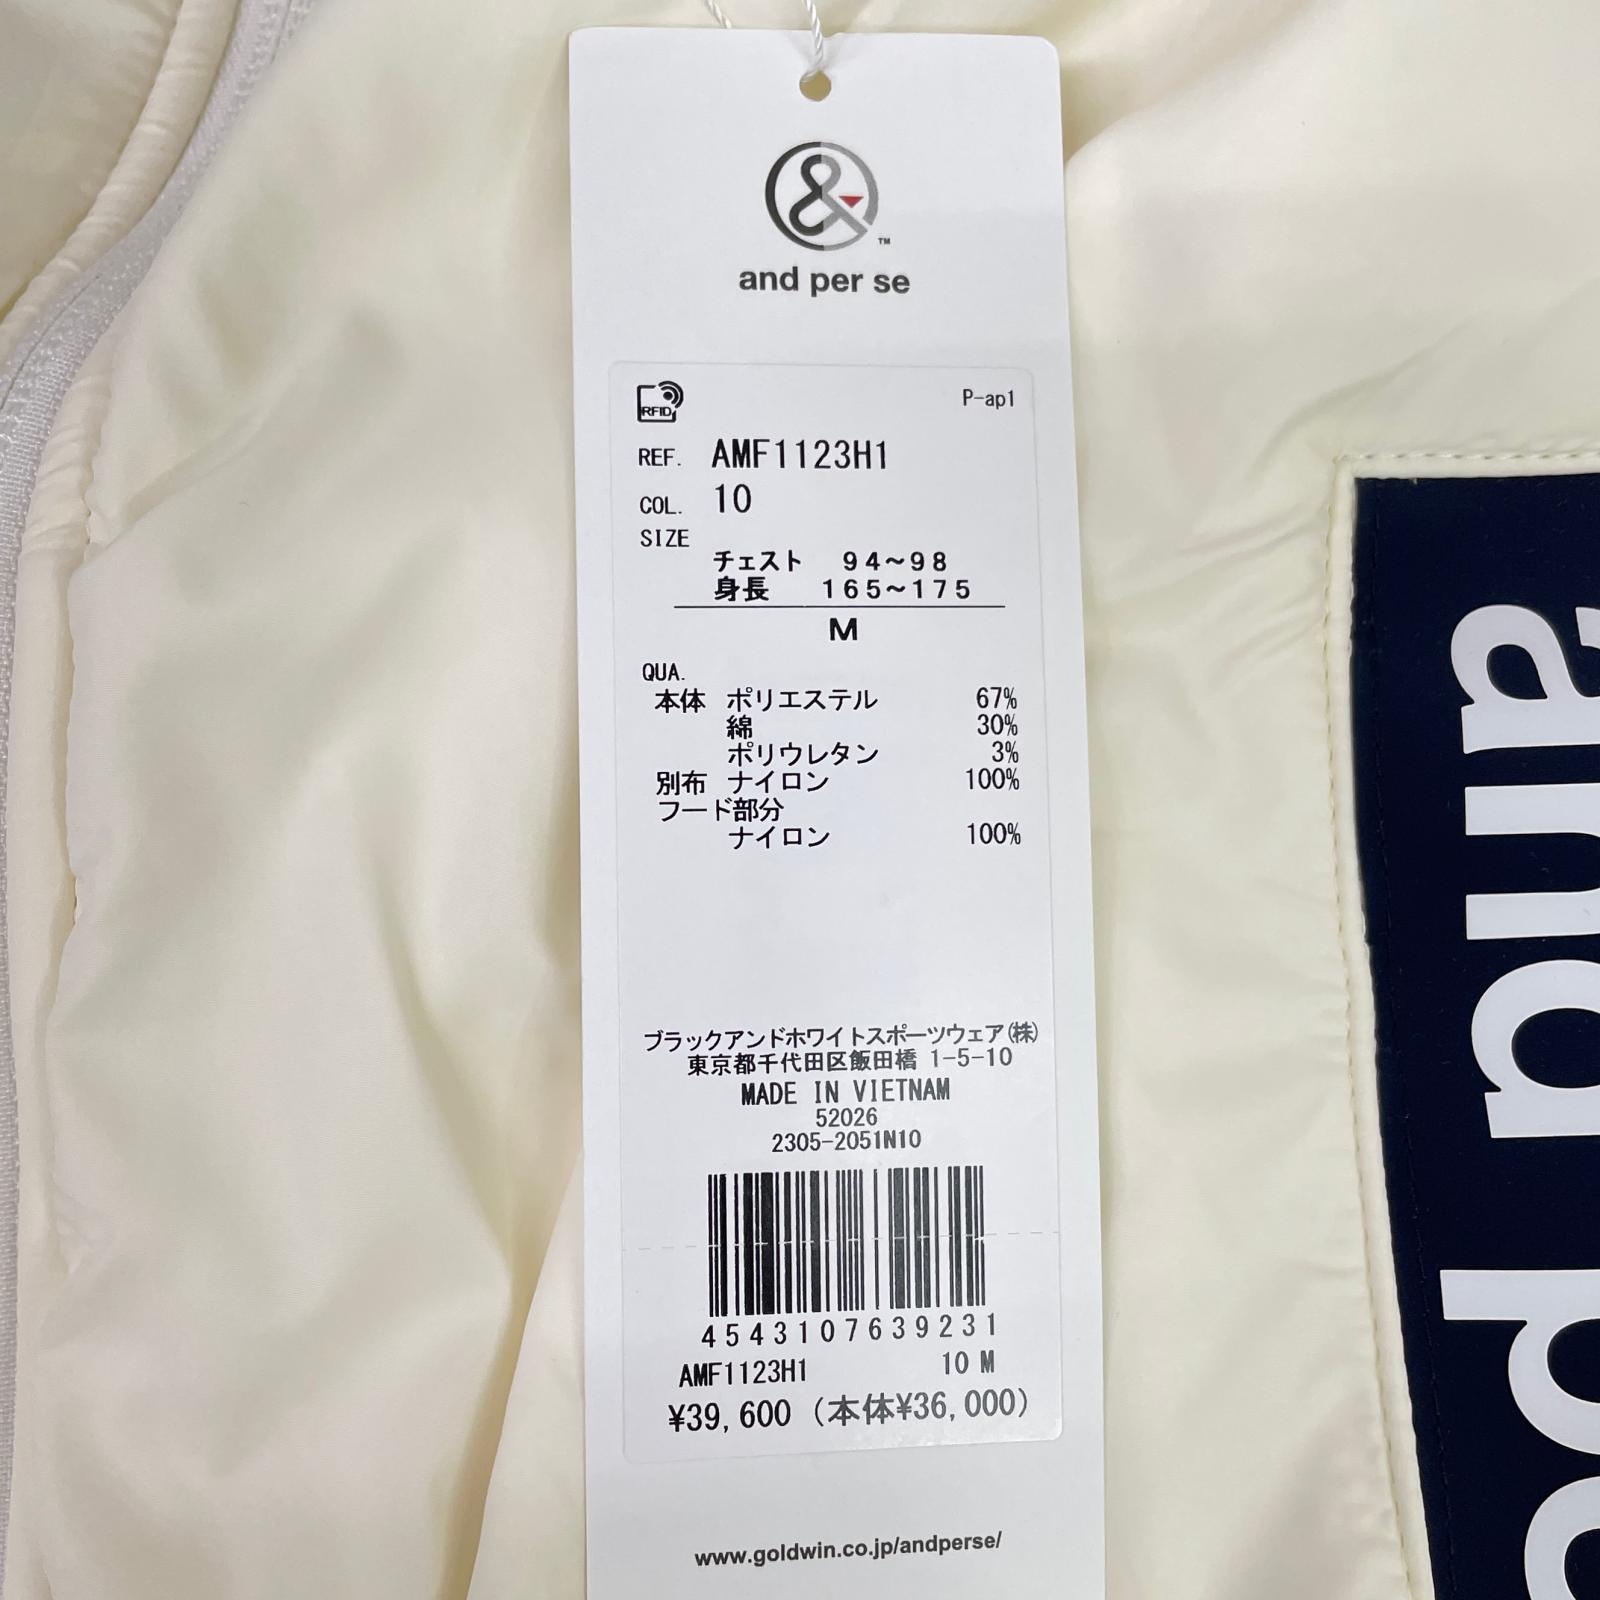 &
TM
and per se
RFID
P-ap1
REF. AMF1123H1
COL. 10
SIZE
チェスト 94~98
身長 165~175
M
QUA.
本体 ポリエステル 67%
綿 30%
ポリウレタン 3%
別布 ナイロン 100%
フード部分
ナイロン 100%
ブラックアンドホワイトスポーツウェア(株)
東京都千代田区飯田橋 1-5-10
MADE IN VIETNAM
52026
2305-2051N10
4543107639231
AMF1123H1 10 M
¥39,600 (本体¥36,000)
www.goldwin.co.jp/andperse/
and pe